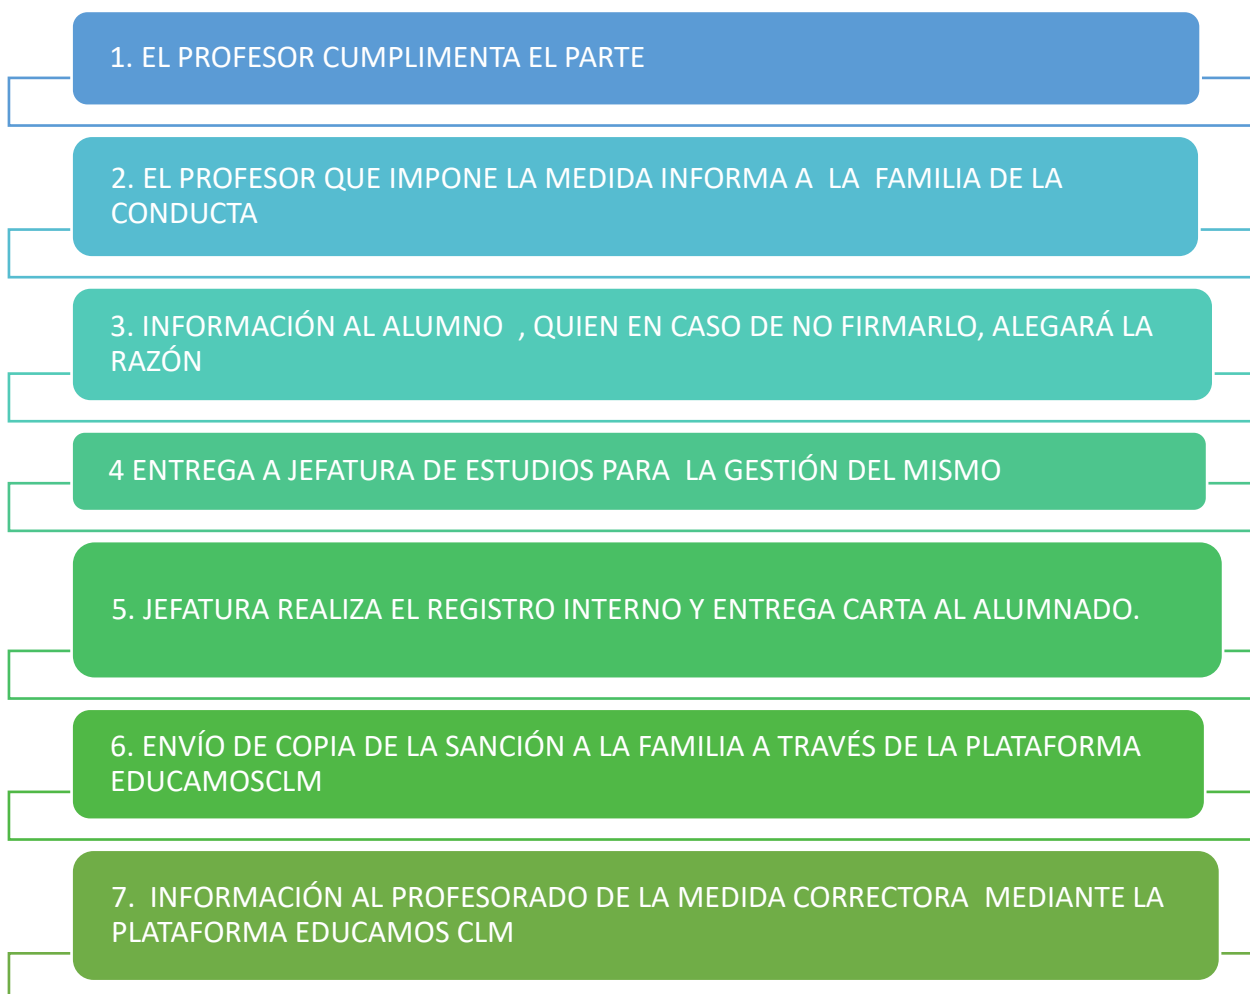 1. EL PROFESOR CUMPLIMENTA EL PARTE
2. EL PROFESOR QUE IMPONE LA MEDIDA INFORMA A LA FAMILIA DE LA
CONDUCTA
3. INFORMACIÓN AL ALUMNO , QUIEN EN CASO DE NO FIRMARLO, ALEGARÁ LA
RAZÓN
4 ENTREGA A JEFATURA DE ESTUDIOS PARA LA GESTIÓN DEL MISMO
5. JEFATURA REALIZA EL REGISTRO INTERNO Y ENTREGA CARTA AL ALUMNADO.
6. ENVÍO DE COPIA DE LA SANCIÓN A LA FAMILIA A TRAVÉS DE LA PLATAFORMA
EDUCAMOSCLM
7. INFORMACIÓN AL PROFESORADO DE LA MEDIDA CORRECTORA MEDIANTE LA
PLATAFORMA EDUCAMOS CLM